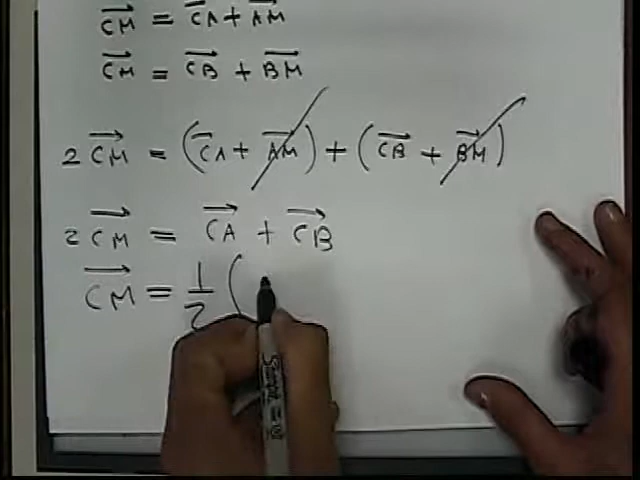 CM = CA + AM
CM = CB + BM
2 CM = (CA + AM) + (CB + BM)
2 CM = CA + CB
CM = 1/2 (